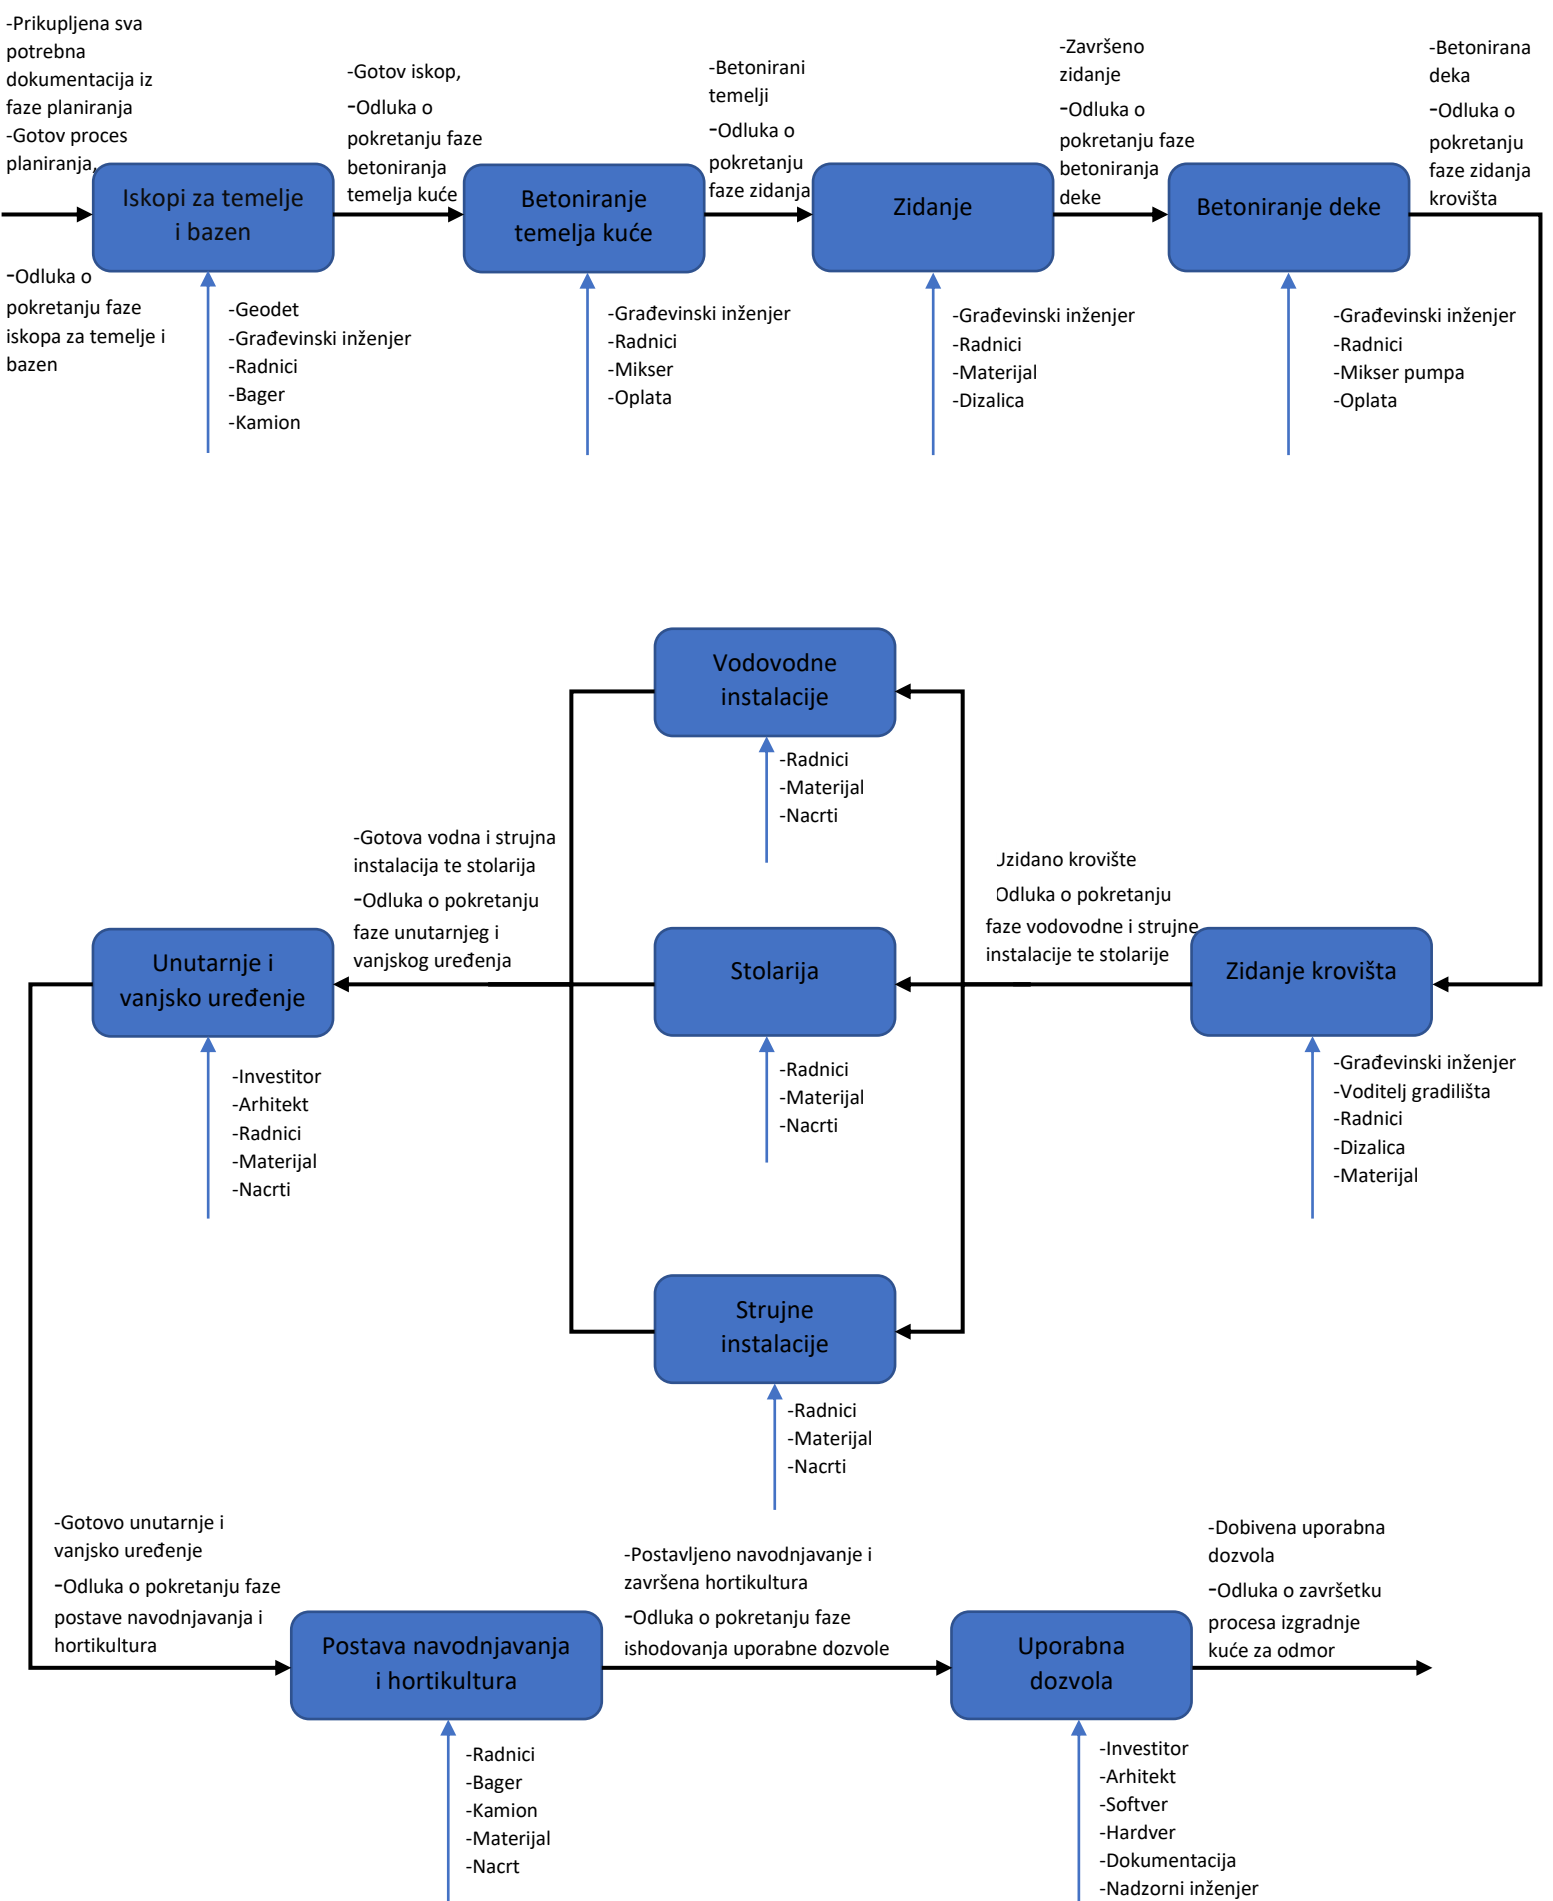 -Prikupljena sva
potrebna
dokumentacija iz
faze planiranja
-Gotov proces
planiranja,
-Odluka o
pokretanju faze
iskopa za temelje i
bazen
Iskopi za temelje
i bazen
-Geodet
-Građevinski inženjer
-Radnici
-Bager
-Kamion
-Gotov iskop,
-Odluka o
pokretanju faze
betoniranja
temelja kuće
Betoniranje
temelja kuće
-Građevinski inženjer
-Radnici
-Mikser
-Oplata
-Betonirani
temelji
-Odluka o
pokretanju
faze zidanja
Zidanje
-Građevinski inženjer
-Radnici
-Materijal
-Dizalica
-Završeno
zidanje
-Odluka o
pokretanju faze
betoniranja
deke
Betoniranje deke
-Građevinski inženjer
-Radnici
-Mikser pumpa
-Oplata
-Betonirana
deka
-Odluka o
pokretanju
faze zidanja
krovišta
Zidanje krovišta
-Građevinski inženjer
-Voditelj gradilišta
-Radnici
-Dizalica
-Materijal
Uzidano krovište
Odluka o pokretanju
faze vodovodne i strujne
instalacije te stolarije
Vodovodne
instalacije
-Radnici
-Materijal
-Nacrti
Stolarija
-Radnici
-Materijal
-Nacrti
Strujne
instalacije
-Radnici
-Materijal
-Nacrti
-Gotova vodna i strujna
instalacija te stolarija
-Odluka o pokretanju
faze unutarnjeg i
vanjskog uređenja
Unutarnje i
vanjsko uređenje
-Investitor
-Arhitekt
-Radnici
-Materijal
-Nacrti
-Gotovo unutarnje i
vanjsko uređenje
-Odluka o pokretanju faze
postave navodnjavanja i
hortikultura
Postava navodnjavanja
i hortikultura
-Radnici
-Bager
-Kamion
-Materijal
-Nacrt
-Postavljeno navodnjavanje i
završena hortikultura
-Odluka o pokretanju faze
ishodovanja uporabne dozvole
Uporabna
dozvola
-Investitor
-Arhitekt
-Softver
-Hardver
-Dokumentacija
-Nadzorni inženjer
-Dobivena uporabna
dozvola
-Odluka o završetku
procesa izgradnje
kuće za odmor